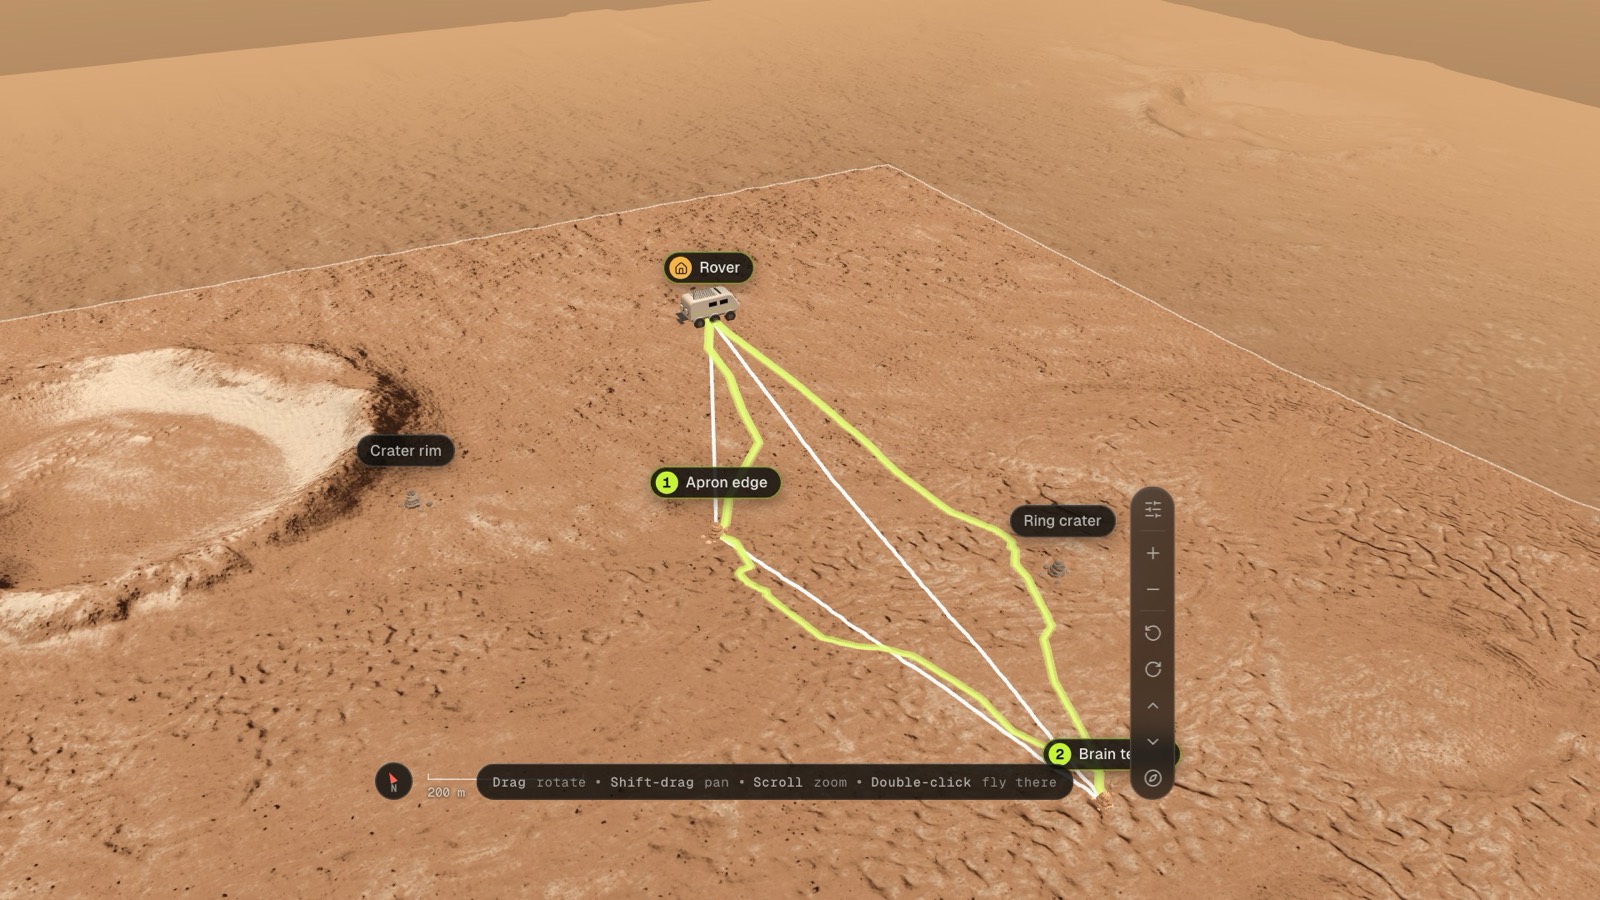 Rover
Crater rim
1 Apron edge
Ring crater
2 Brain te
N
200 m
Drag rotate • Shift-drag pan • Scroll zoom • Double-click fly there